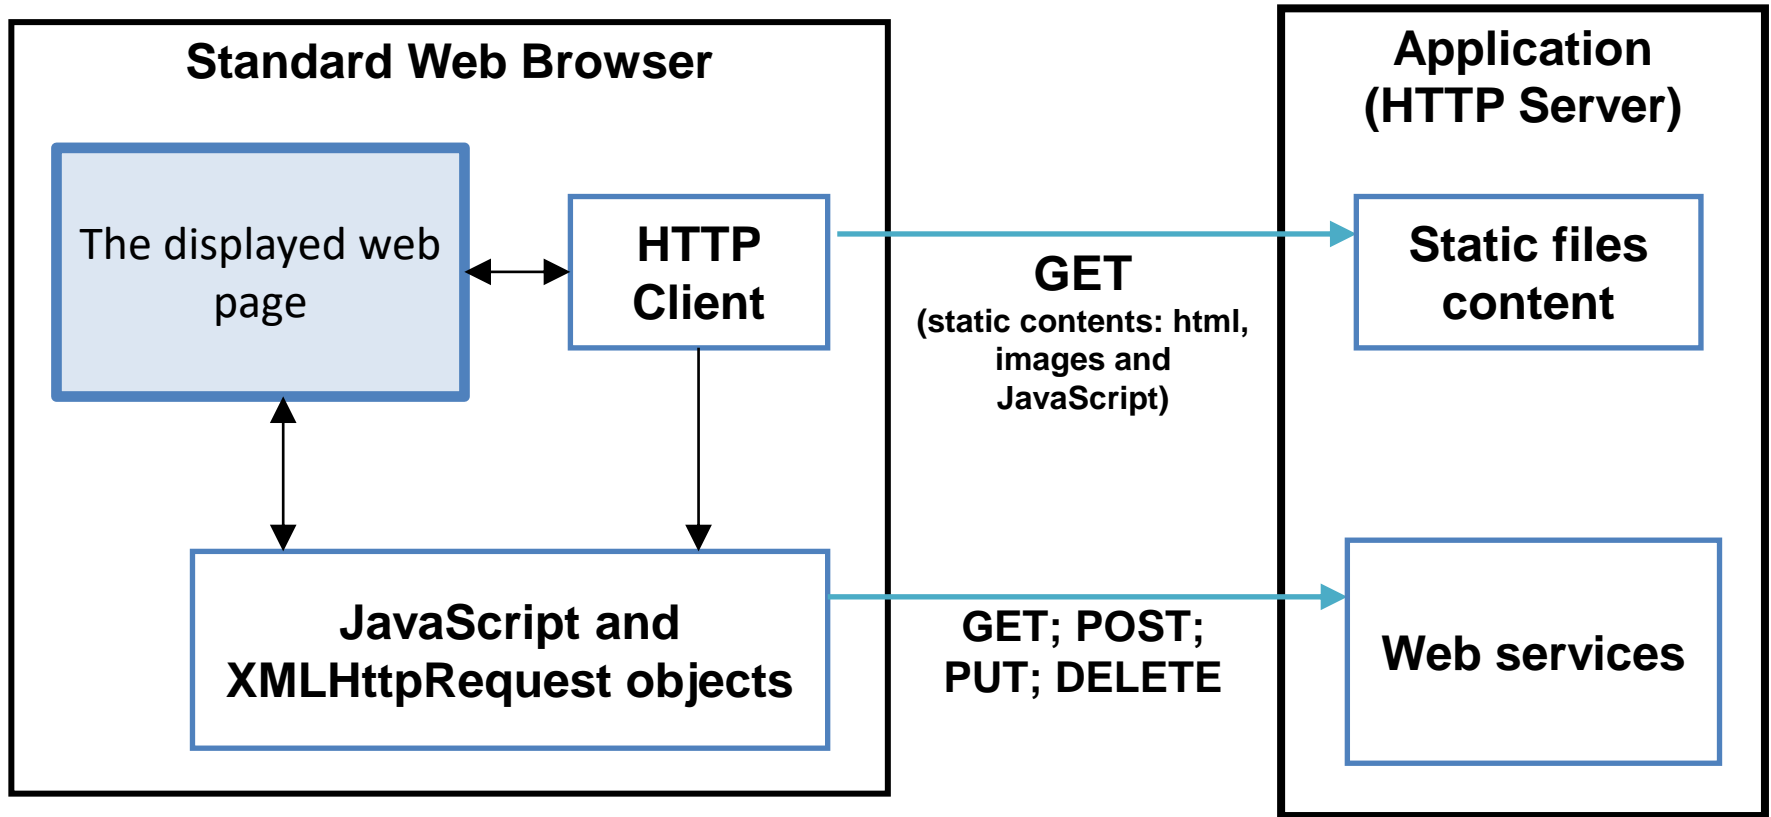 Standard Web Browser
The displayed web
page
HTTP
Client
JavaScript and
XMLHttpRequest objects
GET
(static contents: html,
images and
JavaScript)
GET; POST;
PUT; DELETE
Application
(HTTP Server)
Static files
content
Web services